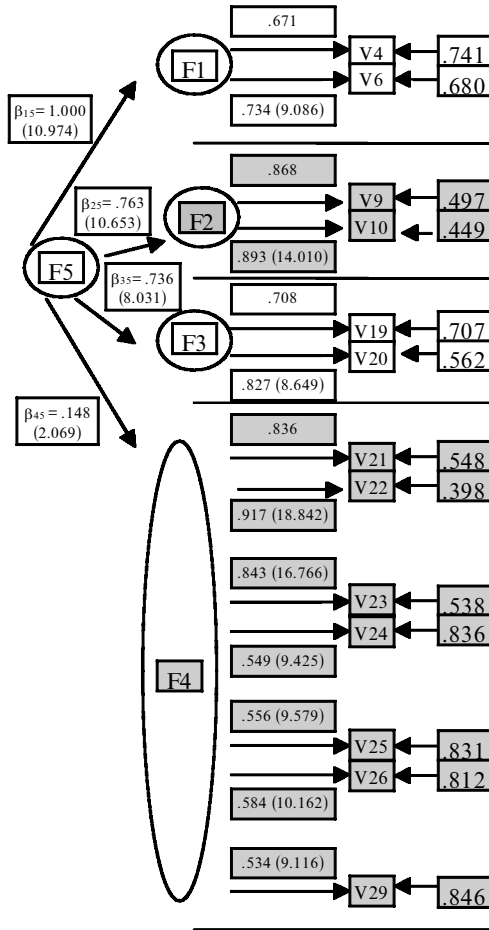 .671
F1
V4
.741
V6
.680
.734 (9.086)
β15= 1.000
(10.974)
.868
β25= .763
(10.653)
F2
V9
.497
V10
.449
.893 (14.010)
F5
β35= .736
(8.031)
.708
F3
V19
.707
V20
.562
.827 (8.649)
β45= .148
(2.069)
.836
V21
.548
V22
.398
.917 (18.842)
.843 (16.766)
V23
.538
V24
.836
.549 (9.425)
F4
.556 (9.579)
V25
.831
V26
.812
.584 (10.162)
.534 (9.116)
V29
.846